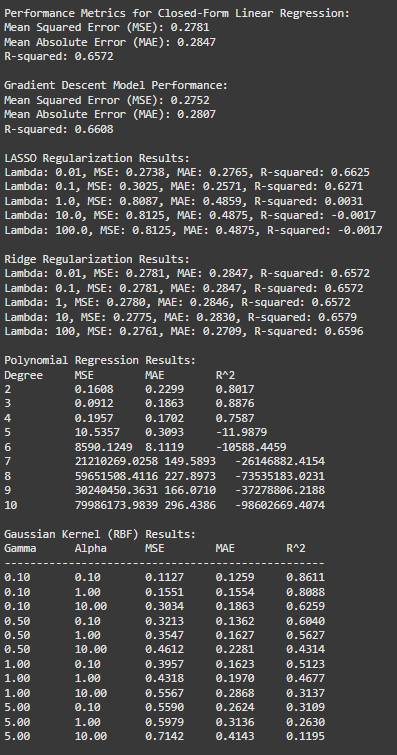 Performance Metrics for Closed-Form Linear Regression:
Mean Squared Error (MSE): 0.2781
Mean Absolute Error (MAE): 0.2847
R-squared: 0.6572
Gradient Descent Model Performance:
Mean Squared Error (MSE): 0.2752
Mean Absolute Error (MAE): 0.2807
R-squared: 0.6608
LASSO Regularization Results:
Lambda: 0.01, MSE: 0.2738, MAE: 0.2765, R-squared: 0.6625
Lambda: 0.1, MSE: 0.3025, MAE: 0.2571, R-squared: 0.6271
Lambda: 1.0, MSE: 0.8087, MAE: 0.4859, R-squared: 0.0031
Lambda: 10.0, MSE: 0.8125, MAE: 0.4875, R-squared: -0.0017
Lambda: 100.0, MSE: 0.8125, MAE: 0.4875, R-squared: -0.0017
Ridge Regularization Results:
Lambda: 0.01, MSE: 0.2781, MAE: 0.2847, R-squared: 0.6572
Lambda: 0.1, MSE: 0.2781, MAE: 0.2847, R-squared: 0.6572
Lambda: 1, MSE: 0.2780, MAE: 0.2846, R-squared: 0.6572
Lambda: 10, MSE: 0.2775, MAE: 0.2830, R-squared: 0.6579
Lambda: 100, MSE: 0.2761, MAE: 0.2709, R-squared: 0.6596
Polynomial Regression Results:
Degree MSE MAE R^2
2 0.1608 0.2299 0.8017
3 0.0912 0.1863 0.8876
4 0.1957 0.1702 0.7587
5 10.5357 0.3093 -11.9879
6 8590.1249 8.1119 -10588.4459
7 21210269.0258 149.5893 -26146882.4154
8 59651508.4116 227.8973 -73535183.0231
9 30240450.3631 166.0710 -37278806.2188
10 79986173.9839 296.4386 -98602669.4074
Gaussian Kernel (RBF) Results:
Gamma Alpha MSE MAE R^2
------------------------------------------------------------
0.10 0.10 0.1127 0.1259 0.8611
0.10 1.00 0.1551 0.1554 0.8088
0.10 10.00 0.3034 0.1863 0.6259
0.50 0.10 0.3213 0.1362 0.6040
0.50 1.00 0.3547 0.1627 0.5627
0.50 10.00 0.4612 0.2281 0.4314
1.00 0.10 0.3957 0.1623 0.5123
1.00 1.00 0.4318 0.1970 0.4677
1.00 10.00 0.5567 0.2868 0.3137
5.00 0.10 0.5590 0.2624 0.3109
5.00 1.00 0.5979 0.3136 0.2630
5.00 10.00 0.7142 0.4143 0.1195